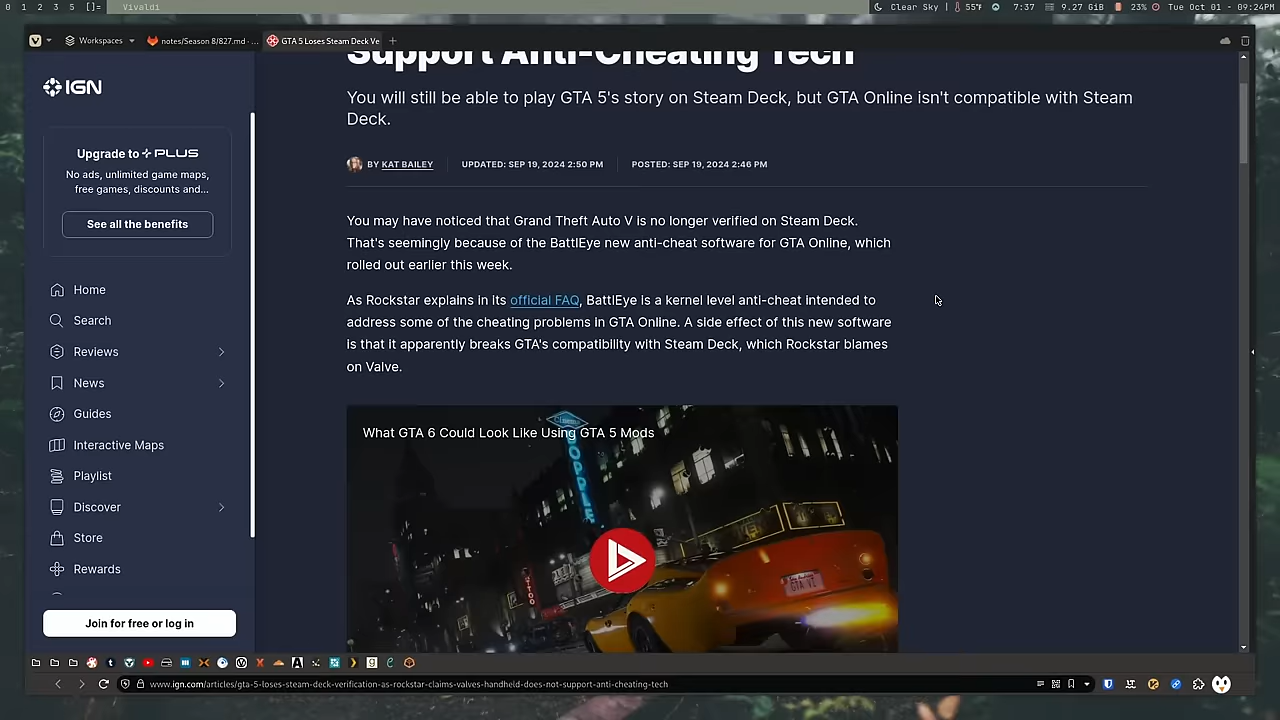 0 1 2 3 5 []= Vivaldi Clear Sky | 55°F 7:37 9.27 GiB 23% Tue Oct 01 - 09:24PM
Workspaces notes/Season 8/827.md · ... GTA 5 Loses Steam Deck Ve
Support Anti-Cheating Tech
You will still be able to play GTA 5's story on Steam Deck, but GTA Online isn't compatible with Steam
Deck.
BY KAT BAILEY UPDATED: SEP 19, 2024 2:50 PM POSTED: SEP 19, 2024 2:46 PM
You may have noticed that Grand Theft Auto V is no longer verified on Steam Deck.
That's seemingly because of the BattlEye new anti-cheat software for GTA Online, which
rolled out earlier this week.
As Rockstar explains in its official FAQ, BattlEye is a kernel level anti-cheat intended to
address some of the cheating problems in GTA Online. A side effect of this new software
is that it apparently breaks GTA's compatibility with Steam Deck, which Rockstar blames
on Valve.
What GTA 6 Could Look Like Using GTA 5 Mods
Cinema
DOPPLE
GTA VI
IGN
Upgrade to PLUS
No ads, unlimited game maps,
free games, discounts and...
See all the benefits
Home
Search
Reviews
News
Guides
Interactive Maps
Playlist
Discover
Store
Rewards
Join for free or log in
www.ign.com/articles/gta-5-loses-steam-deck-verification-as-rockstar-claims-valves-handheld-does-not-support-anti-cheating-tech